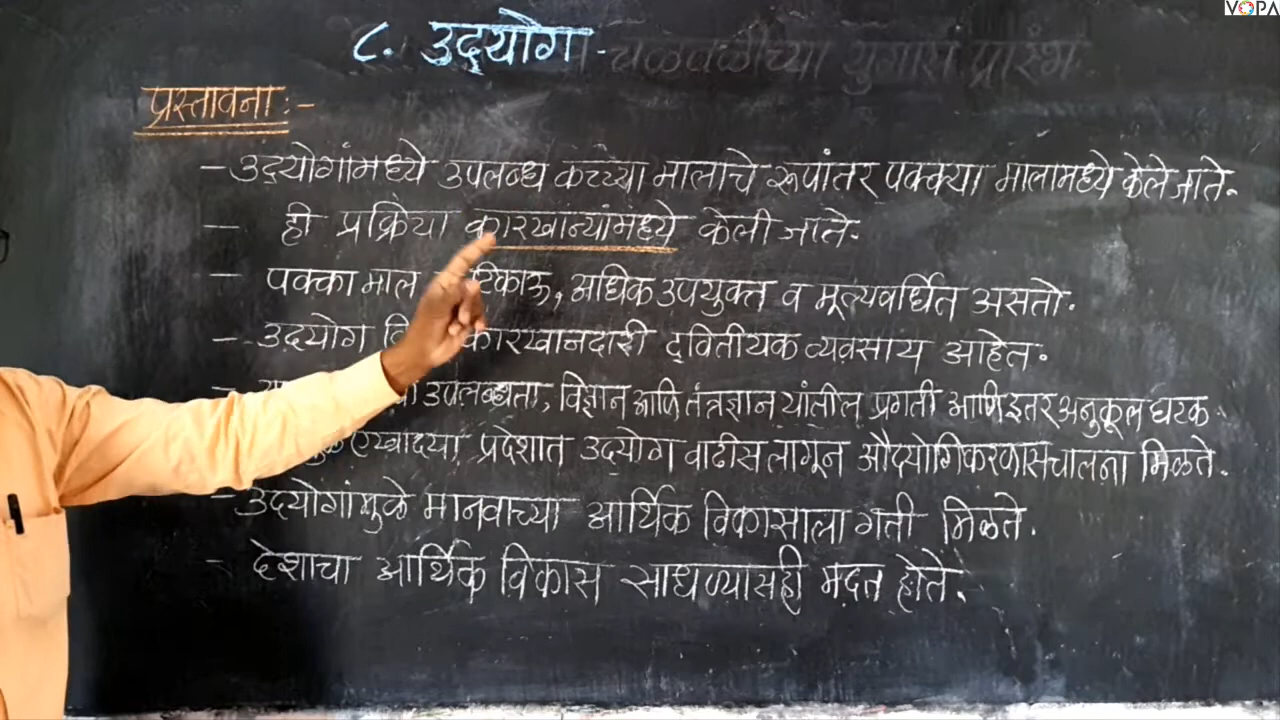 VOPA
८. उद्योग
चळवळीच्या युगास प्रारंभ
प्रस्तावना :-
- उद्योगांमध्ये उपलब्ध कच्च्या मालाचे रूपांतर पक्क्या मालामध्ये केले जाते.
- ही प्रक्रिया कारखान्यांमध्ये केली जाते.
- पक्का माल टिकाऊ, अधिक उपयुक्त व मूल्यवर्धित असतो.
- उद्योग कारखानदारी द्वितीयक व्यवसाय आहेत.
- उपलब्धता, विज्ञान आणि तंत्रज्ञान यांतील प्रगती आणि इतर अनुकूल घटक
एखाद्या प्रदेशात उद्योग वाढीस लागून औद्योगिकरणास चालना मिळते.
- उद्योगांमुळे मानवाच्या आर्थिक विकासाला गती मिळते.
- देशाचा आर्थिक विकास साधण्यासही मदत होते.